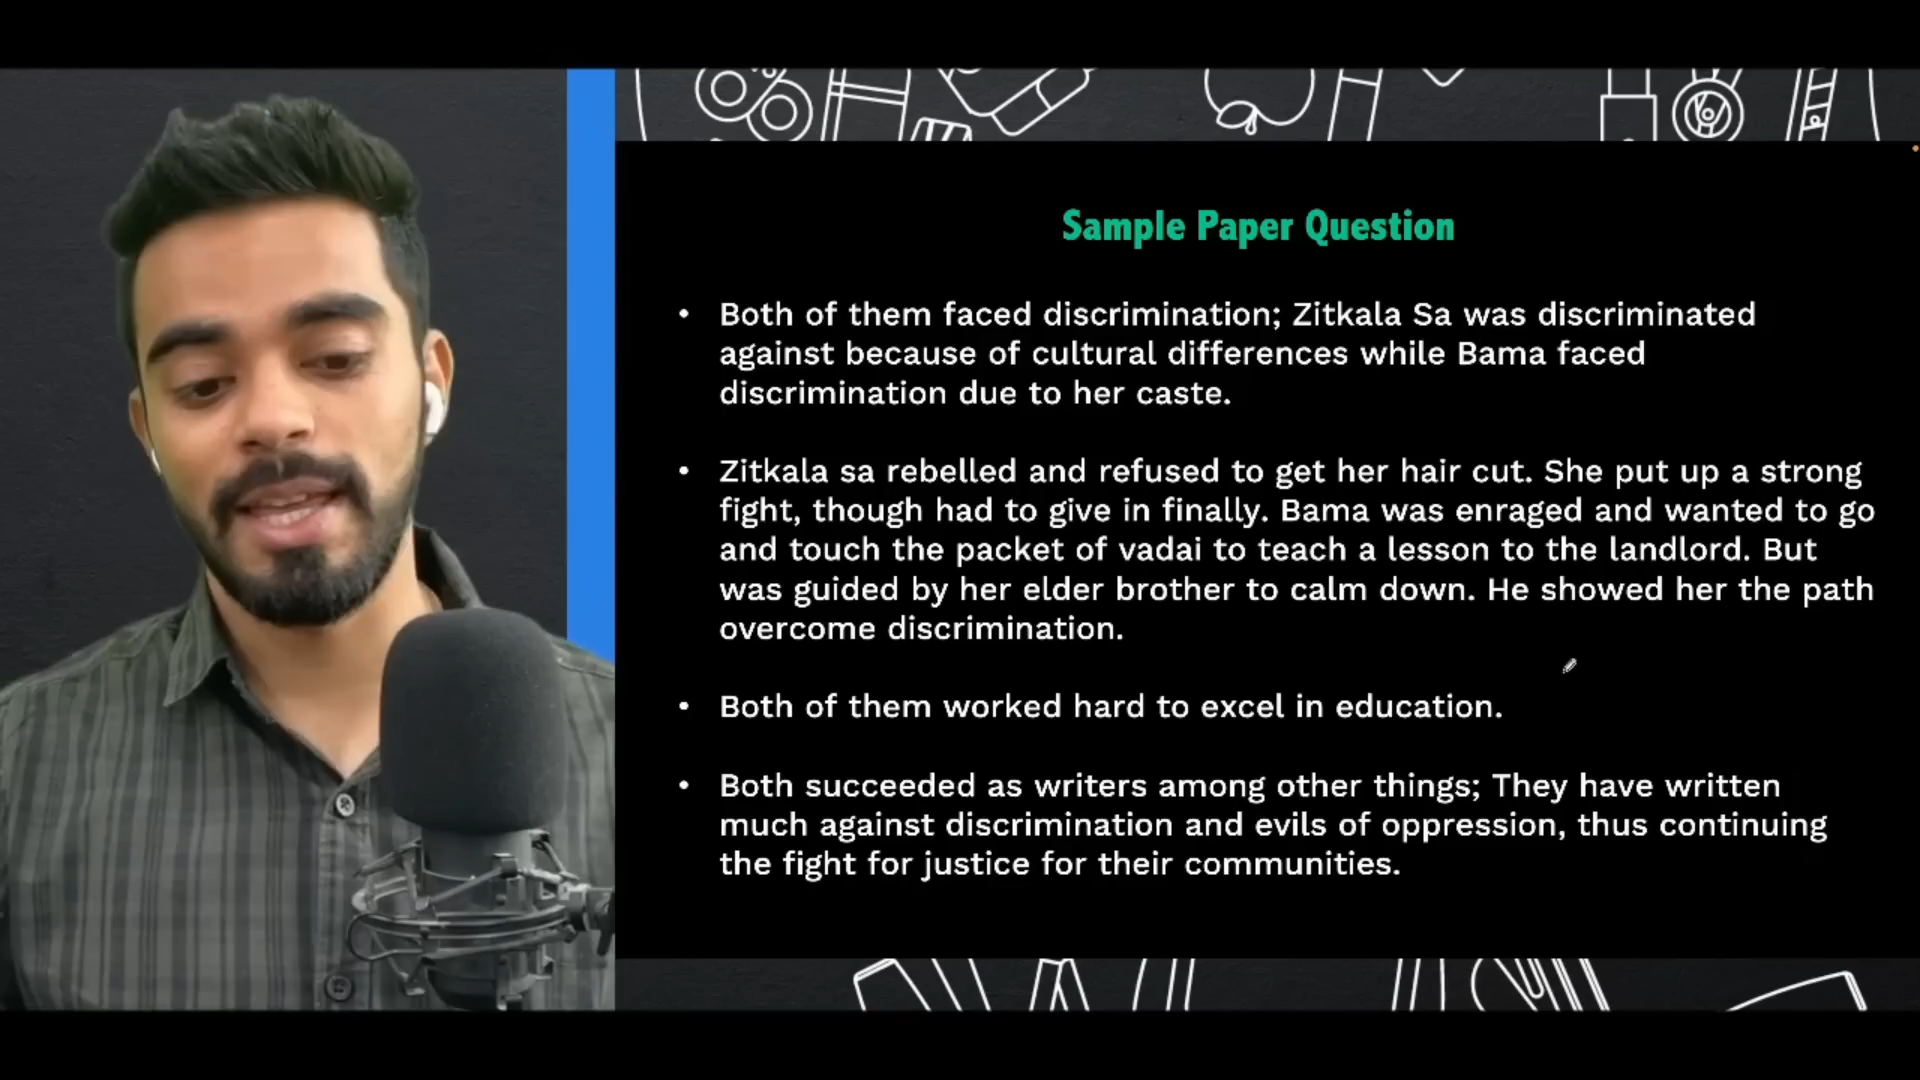 Sample Paper Question
• Both of them faced discrimination; Zitkala Sa was discriminated
against because of cultural differences while Bama faced
discrimination due to her caste.
• Zitkala sa rebelled and refused to get her hair cut. She put up a strong
fight, though had to give in finally. Bama was enraged and wanted to go
and touch the packet of vadai to teach a lesson to the landlord. But
was guided by her elder brother to calm down. He showed her the path
overcome discrimination.
• Both of them worked hard to excel in education.
• Both succeeded as writers among other things; They have written
much against discrimination and evils of oppression, thus continuing
the fight for justice for their communities.